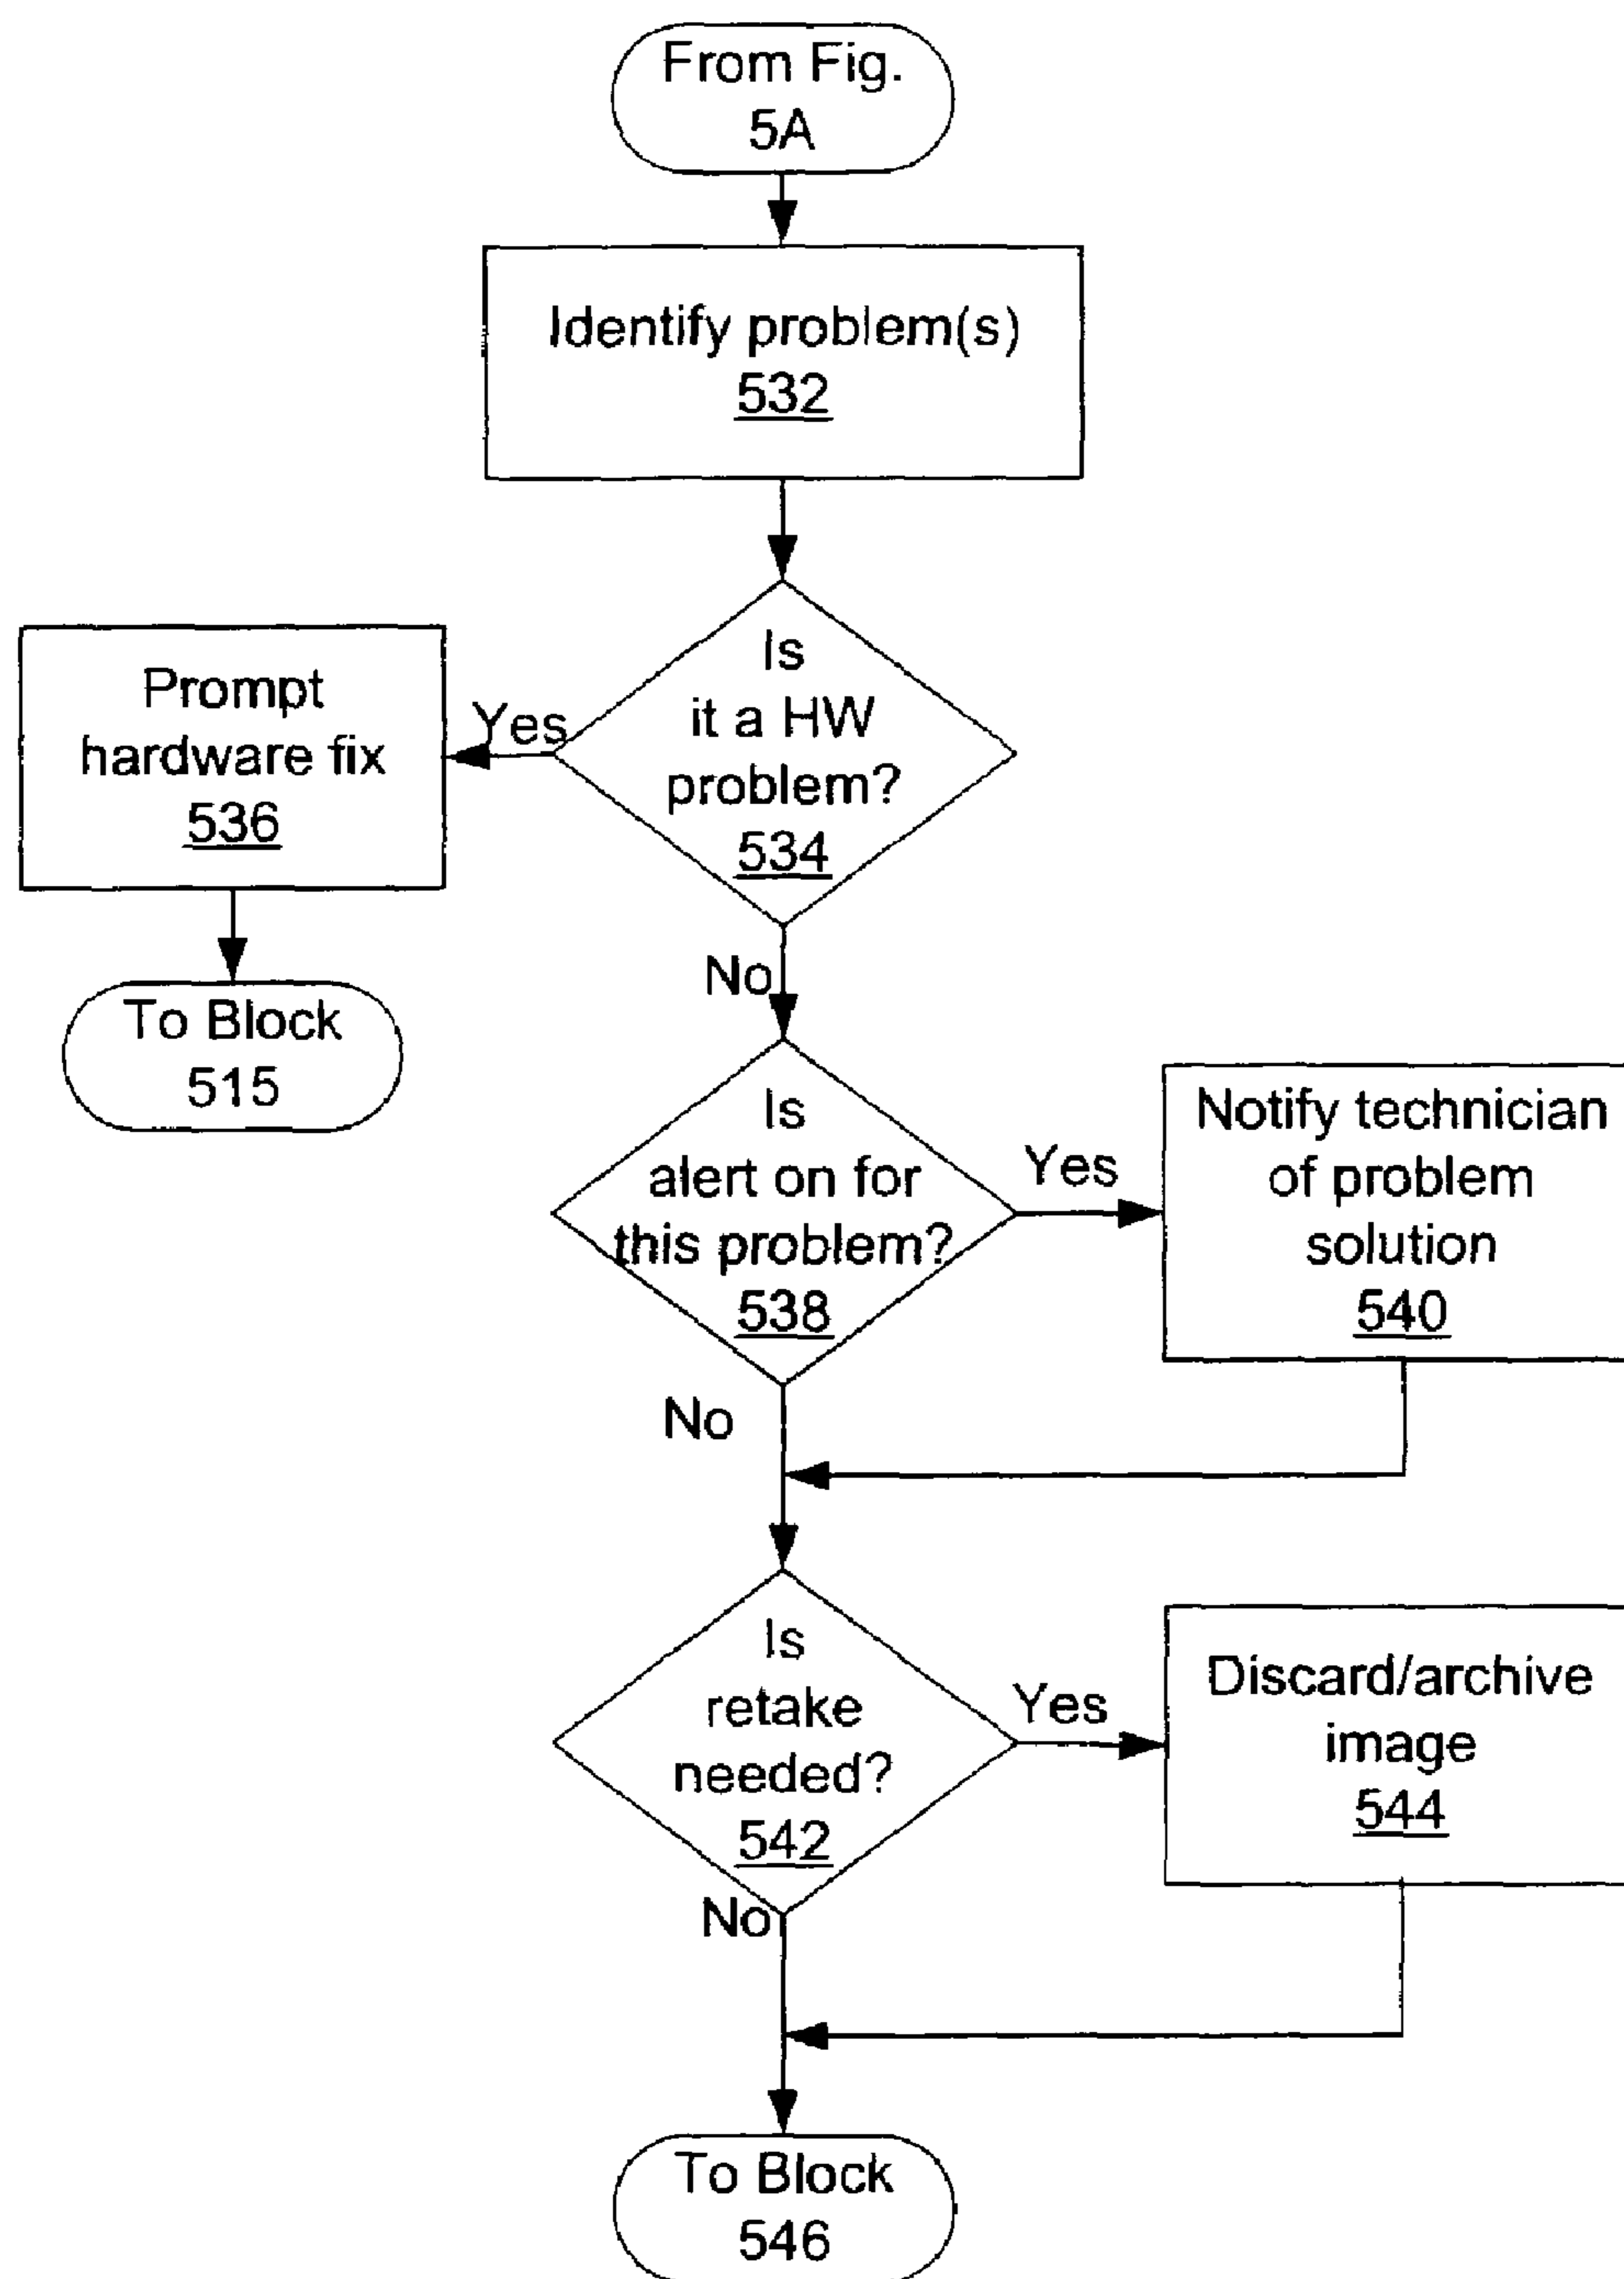 From Fig.
5A
Identify problem(s)
532
Is
it a HW
problem?
534
Yes
Prompt
hardware fix
536
To Block
515
No
Is
alert on for
this problem?
538
Yes
Notify technician
of problem
solution
540
No
Is
retake
needed?
542
Yes
Discard/archive
image
544
No
To Block
546